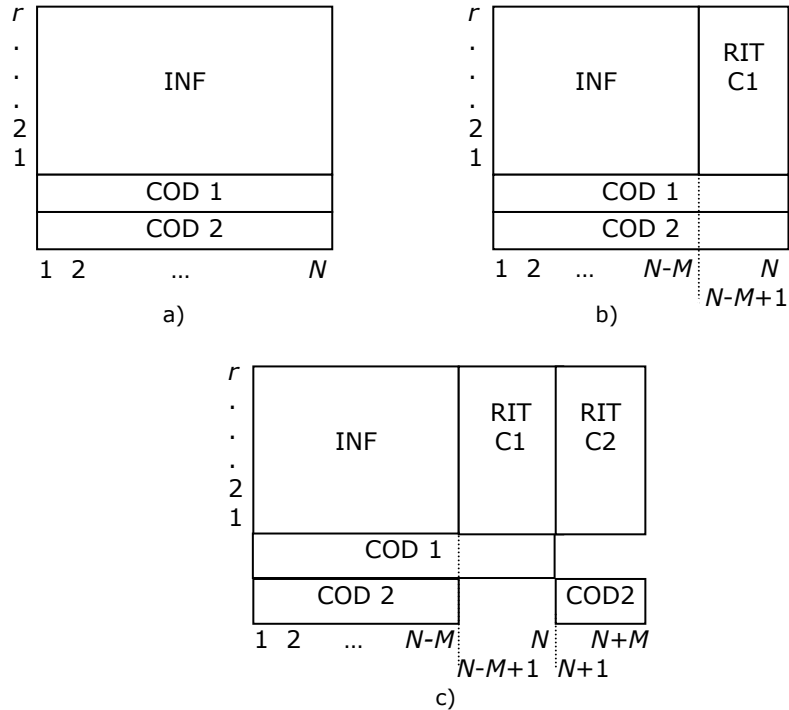 r
.
.
.
2
1
INF
COD 1
COD 2
1 2 ... N
a)
r
.
.
.
2
1
INF
RIT
C1
COD 1
COD 2
1 2 ... N-M N
N-M+1
b)
r
.
.
.
2
1
INF
RIT
C1
RIT
C2
COD 1
COD 2
COD2
1 2 ... N-M N N+M
N-M+1 N+1
c)